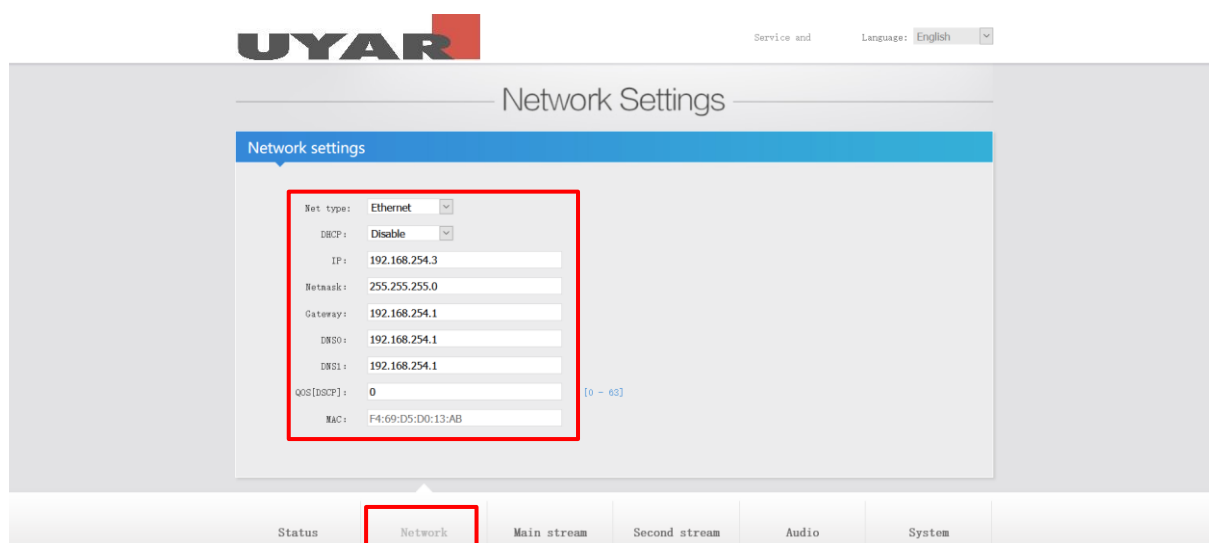 UYAR
Service and Language: English
Network Settings
Network settings
Net type: Ethernet
DHCP: Disable
IP: 192.168.254.3
Netmask: 255.255.255.0
Gateway: 192.168.254.1
DNS0: 192.168.254.1
DNS1: 192.168.254.1
QOS[DSCP]: 0 [0 - 63]
MAC: F4:69:D5:D0:13:AB
Status Network Main stream Second stream Audio System